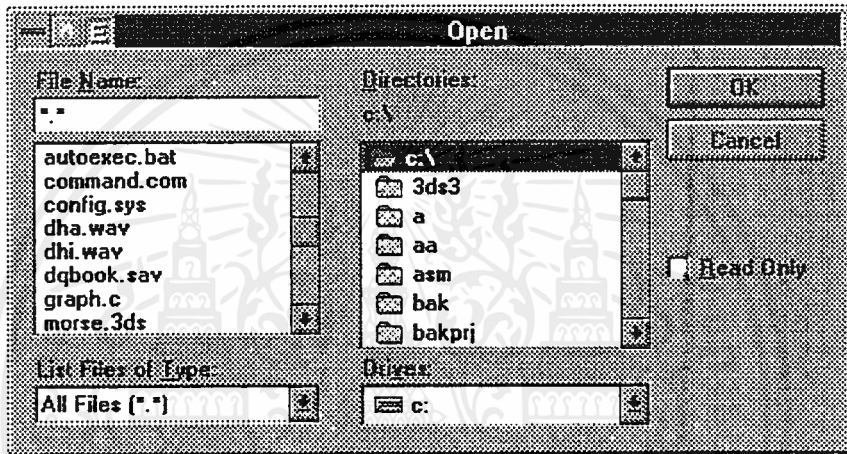 Open
File Name:
*.*
autoexec.bat
command.com
config.sys
dha.wav
dhi.wav
dqbook.sav
graph.c
morse.3ds
List Files of Type:
All Files (*.*)
Directories:
c:\
c:\
3ds3
a
aa
asm
bak
bakprj
Drives:
c:
OK
Cancel
Read Only